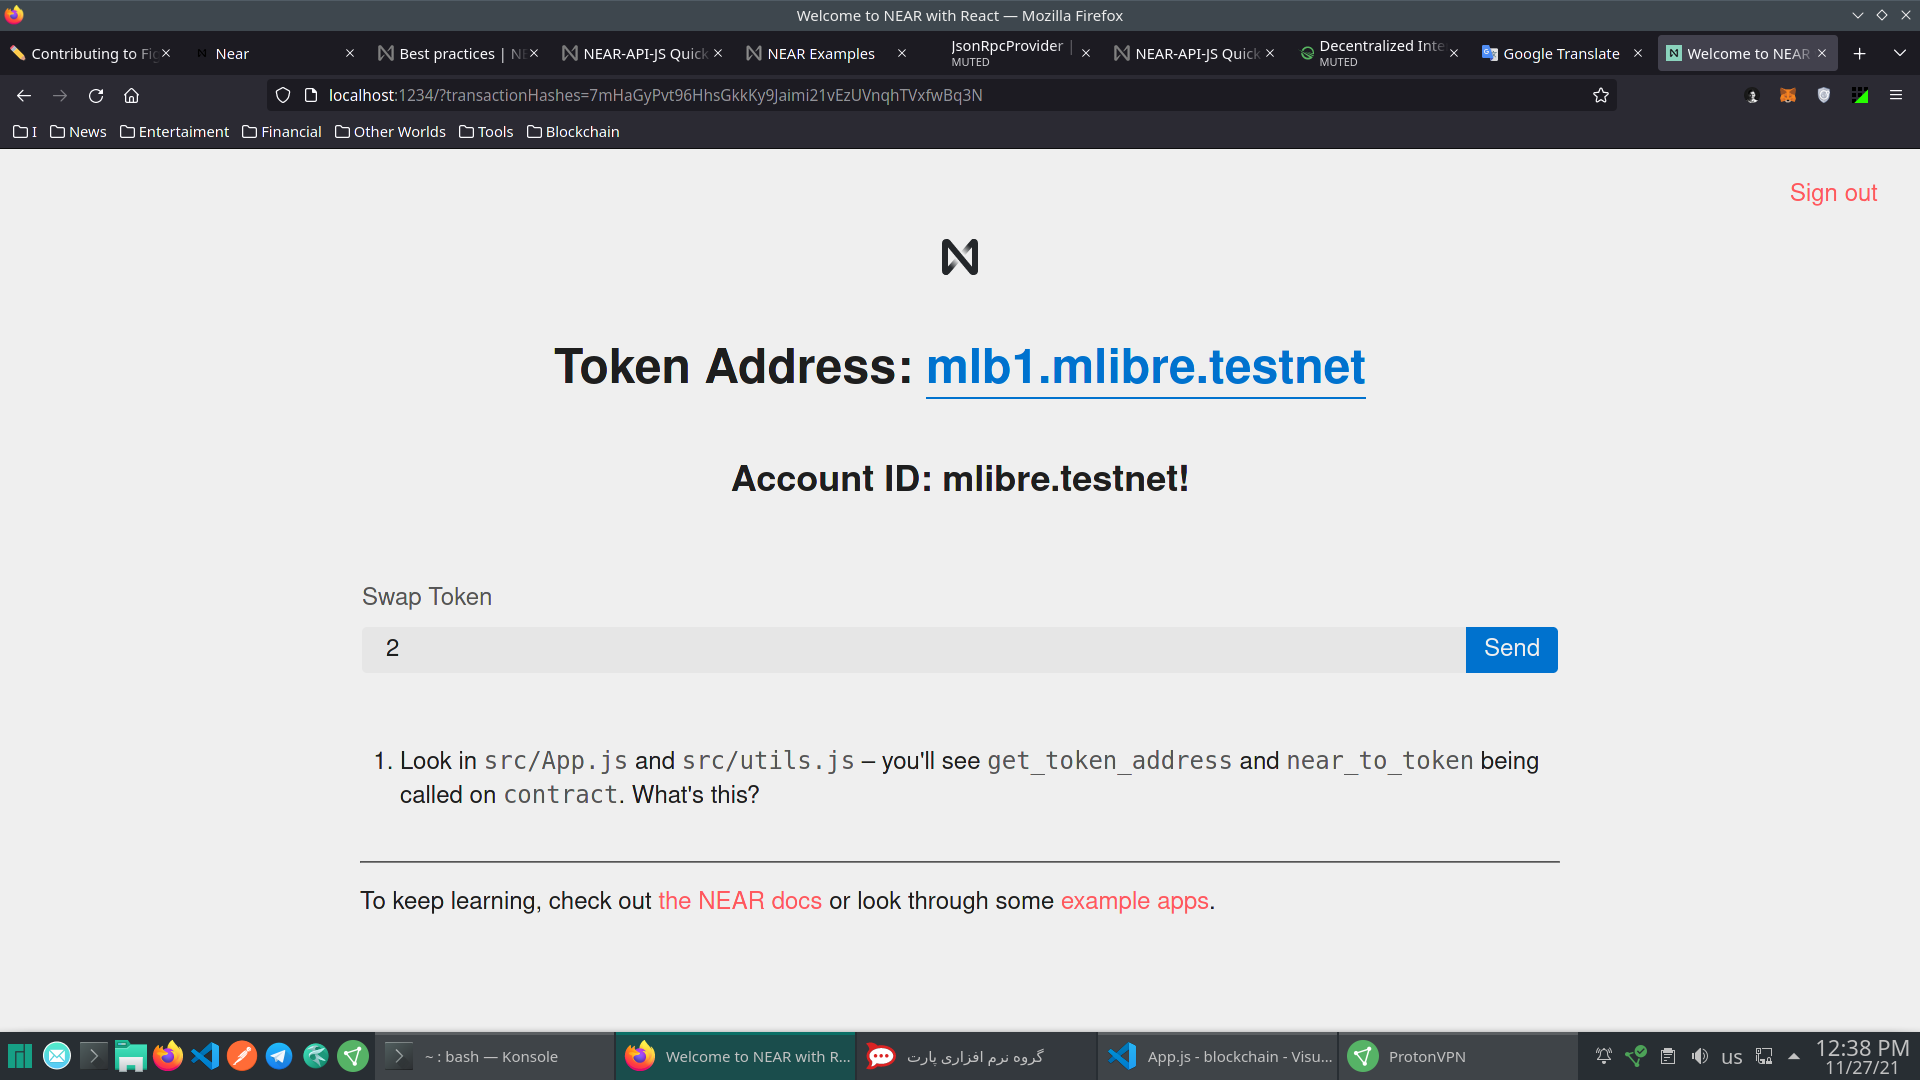 Welcome to NEAR with React — Mozilla Firefox
Contributing to Fig
Near
Best practices | NE
NEAR-API-JS Quick
NEAR Examples
JsonRpcProvider |
MUTED
NEAR-API-JS Quick
Decentralized Inte
MUTED
Google Translate
Welcome to NEAR
localhost:1234/?transactionHashes=7mHaGyPvt96HhsGkkKy9Jaimi21vEzUVnqhTVxfwBq3N
I
News
Entertaiment
Financial
Other Worlds
Tools
Blockchain
Sign out
Token Address: mlb1.mlibre.testnet
Account ID: mlibre.testnet!
Swap Token
2
Send
1. Look in src/App.js and src/utils.js – you'll see get_token_address and near_to_token being
called on contract. What's this?
To keep learning, check out the NEAR docs or look through some example apps.
~ : bash — Konsole
Welcome to NEAR with R...
گروه نرم افزاری پارت
App.js - blockchain - Visu...
ProtonVPN
us
12:38 PM
11/27/21